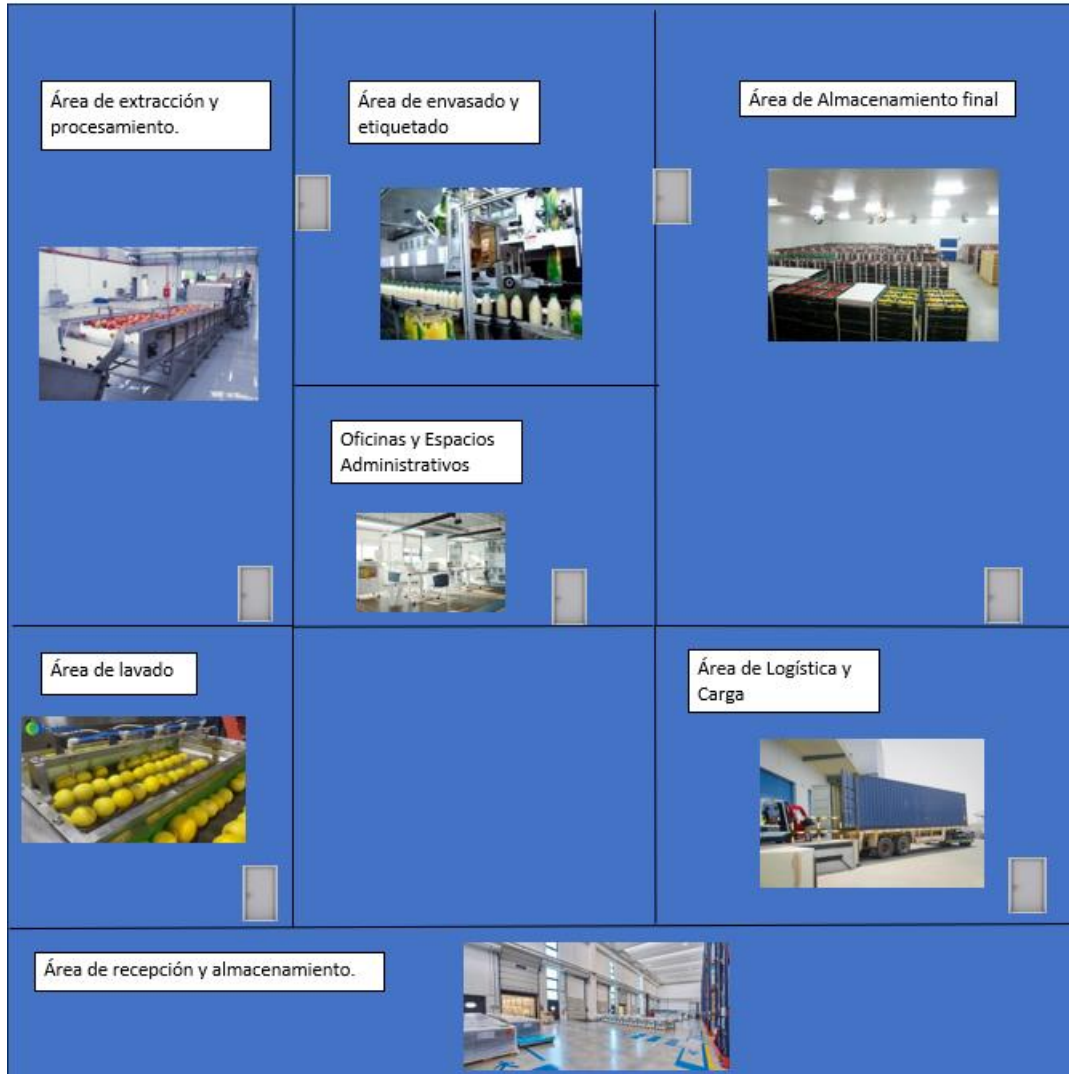 Área de extracción y
procesamiento.
Área de envasado y
etiquetado
Área de Almacenamiento final
Oficinas y Espacios
Administrativos
Área de lavado
Área de Logística y
Carga
Área de recepción y almacenamiento.